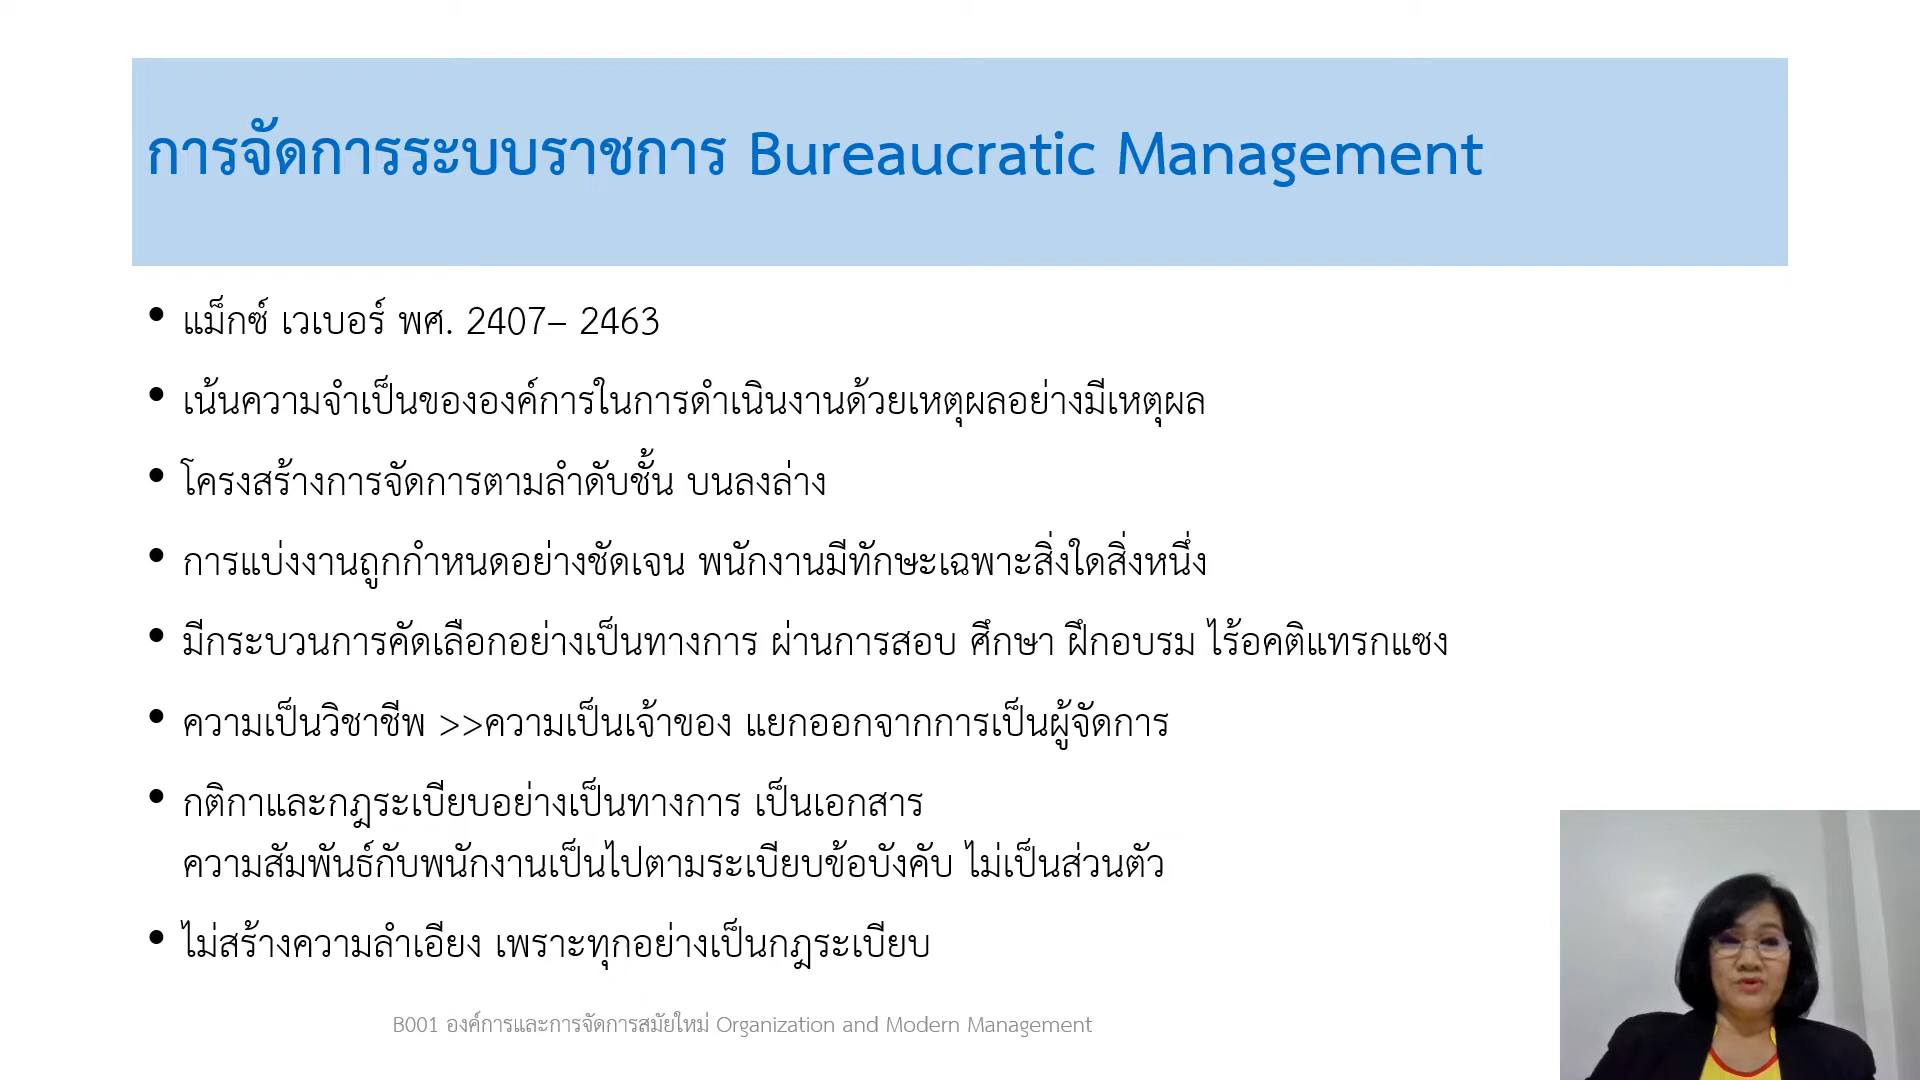 การจัดการระบบราชการ Bureaucratic Management
• แม็กซ์ เวเบอร์ พศ. 2407– 2463
• เน้นความจำเป็นขององค์การในการดำเนินงานด้วยเหตุผลอย่างมีเหตุผล
• โครงสร้างการจัดการตามลำดับชั้น บนลงล่าง
• การแบ่งงานถูกกำหนดอย่างชัดเจน พนักงานมีทักษะเฉพาะสิ่งใดสิ่งหนึ่ง
• มีกระบวนการคัดเลือกอย่างเป็นทางการ ผ่านการสอบ ศึกษา ฝึกอบรม ไร้อคติแทรกแซง
• ความเป็นวิชาชีพ >>ความเป็นเจ้าของ แยกออกจากการเป็นผู้จัดการ
• กติกาและกฎระเบียบอย่างเป็นทางการ เป็นเอกสาร
ความสัมพันธ์กับพนักงานเป็นไปตามระเบียบข้อบังคับ ไม่เป็นส่วนตัว
• ไม่สร้างความลำเอียง เพราะทุกอย่างเป็นกฎระเบียบ
B001 องค์การและการจัดการสมัยใหม่ Organization and Modern Management